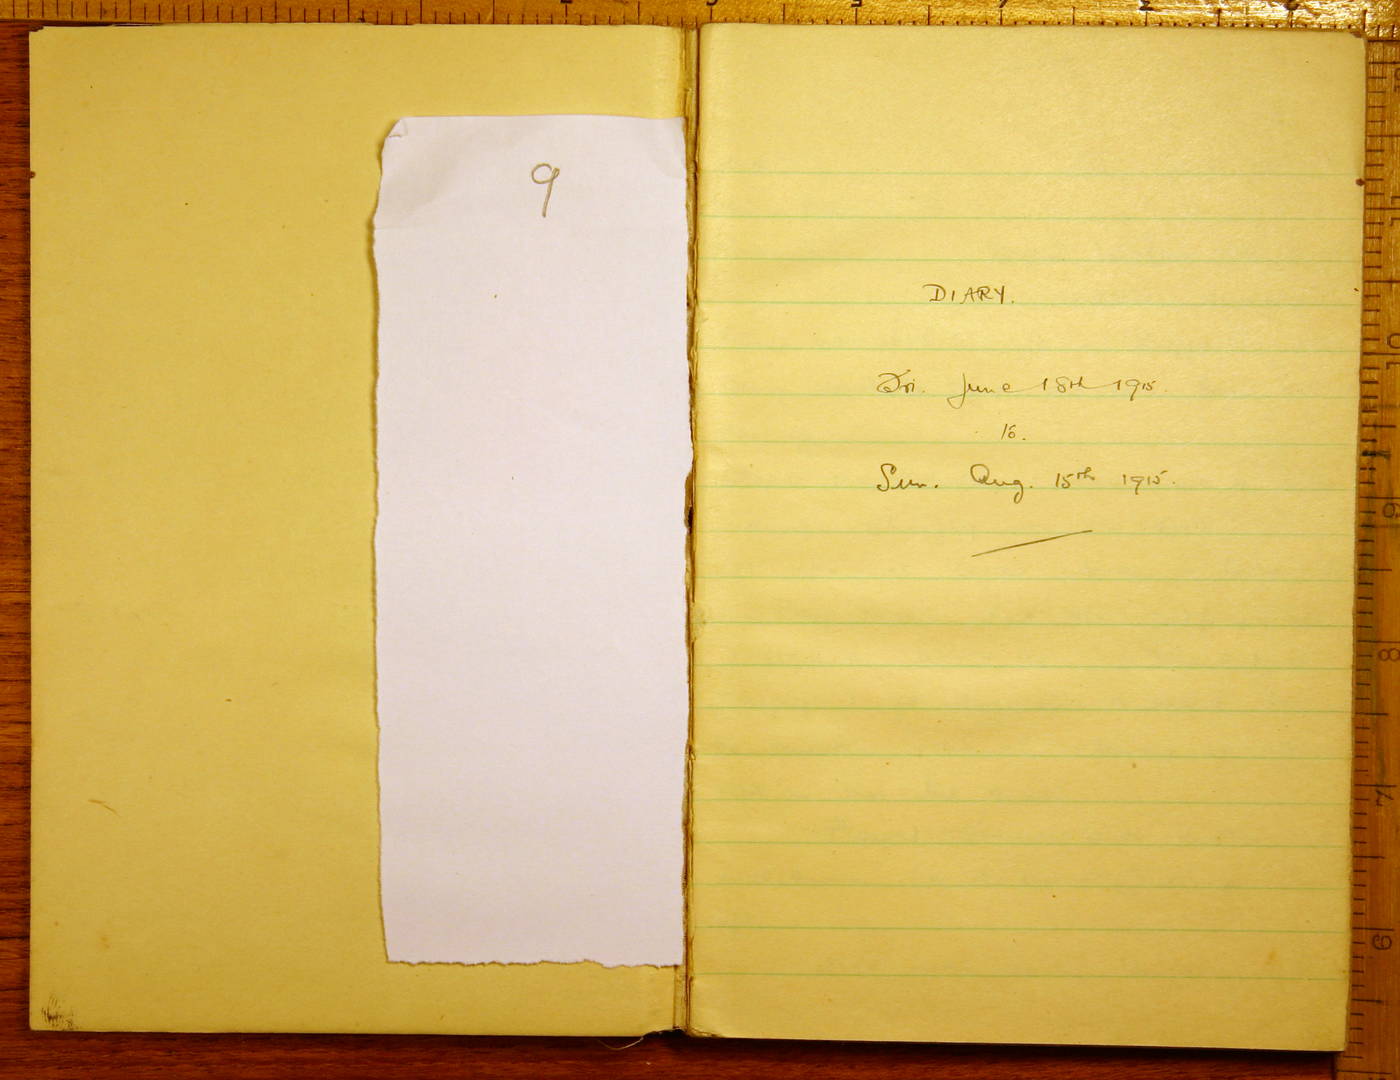 9
DIARY.
Fri. June 18th 1915.
to.
Sun. Aug. 15th 1915.